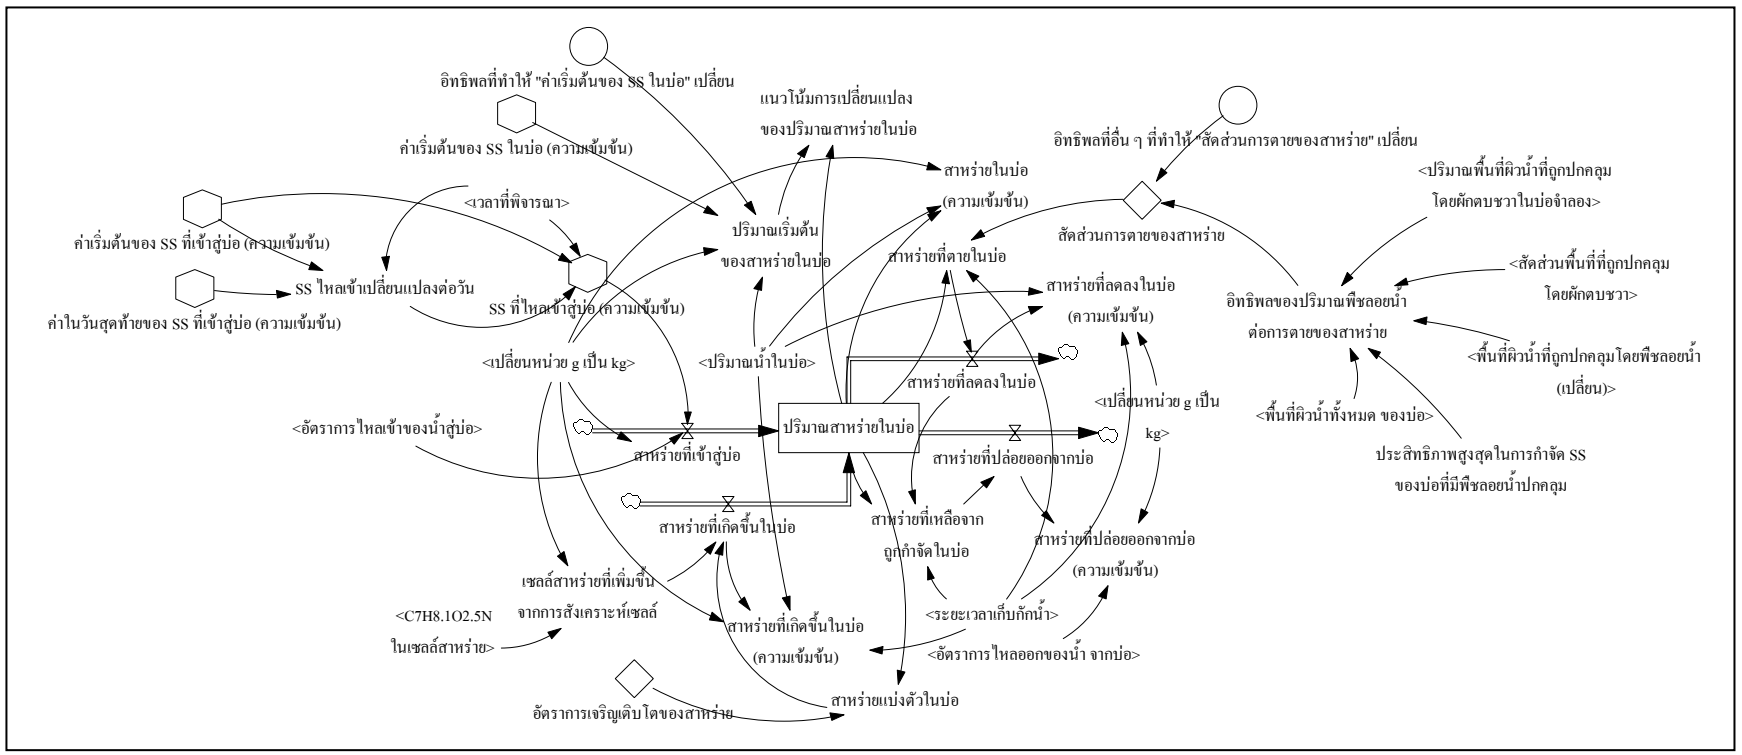 อิทธิพลที่ทำให้ "ค่าเริ่มต้นของ SS ในบ่อ" เปลี่ยน
แนวโน้มการเปลี่ยนแปลง
ของปริมาณสาหร่ายในบ่อ
ค่าเริ่มต้นของ SS ในบ่อ (ความเข้มข้น)
อิทธิพลที่อื่น ๆ ที่ทำให้ "สัดส่วนการตายของสาหร่าย" เปลี่ยน
สาหร่ายในบ่อ
(ความเข้มข้น)
<ปริมาณพื้นที่ผิวน้ำที่ถูกปกคลุม
โดยผักตบชวาในบ่อจำลอง>
<เวลาที่พิจารณา>
ค่าเริ่มต้นของ SS ที่เข้าสู่บ่อ (ความเข้มข้น)
ปริมาณเริ่มต้น
ของสาหร่ายในบ่อ
สัดส่วนการตายของสาหร่าย
สาหร่ายที่ตายในบ่อ
<สัดส่วนพื้นที่ที่ถูกปกคลุม
โดยผักตบชวา>
SS ไหลเข้าเปลี่ยนแปลงต่อวัน
สาหร่ายที่ลดลงในบ่อ
(ความเข้มข้น)
อิทธิพลของปริมาณพืชลอยน้ำ
ต่อการตายของสาหร่าย
SS ที่ไหลเข้าสู่บ่อ (ความเข้มข้น)
ค่าในวันสุดท้ายของ SS ที่เข้าสู่บ่อ (ความเข้มข้น)
<เปลี่ยนหน่วย g เป็น kg>
<ปริมาณน้ำในบ่อ>
<พื้นที่ผิวน้ำที่ถูกปกคลุมโดยพืชลอยน้ำ
(เปลี่ยน)>
สาหร่ายที่ลดลงในบ่อ
<เปลี่ยนหน่วย g เป็น
kg>
<พื้นที่ผิวน้ำทั้งหมด ของบ่อ>
<อัตราการไหลเข้าของน้ำสู่บ่อ>
ปริมาณสาหร่ายในบ่อ
สาหร่ายที่เข้าสู่บ่อ
สาหร่ายที่ปล่อยออกจากบ่อ
ประสิทธิภาพสูงสุดในการกำจัด SS
ของบ่อที่มีพืชลอยน้ำปกคลุม
สาหร่ายที่เกิดขึ้นในบ่อ
สาหร่ายที่เหลือจาก
ถูกกำจัดในบ่อ
สาหร่ายที่ปล่อยออกจากบ่อ
(ความเข้มข้น)
เซลล์สาหร่ายที่เพิ่มขึ้น
จากการสังเคราะห์เซลล์
<C7H8.1O2.5N
ในเซลล์สาหร่าย>
สาหร่ายที่เกิดขึ้นในบ่อ
(ความเข้มข้น)
<ระยะเวลาเก็บกักน้ำ>
<อัตราการไหลออกของน้ำ จากบ่อ>
สาหร่ายแบ่งตัวในบ่อ
อัตราการเจริญเติบโตของสาหร่าย